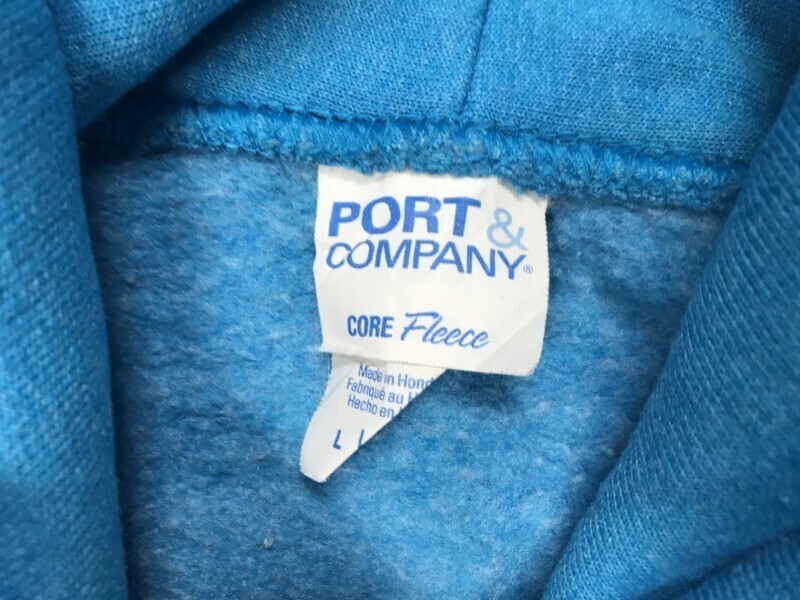 PORT &
COMPANY®
CORE Fleece
Made in
Fabriqué au
Hecho en
L L